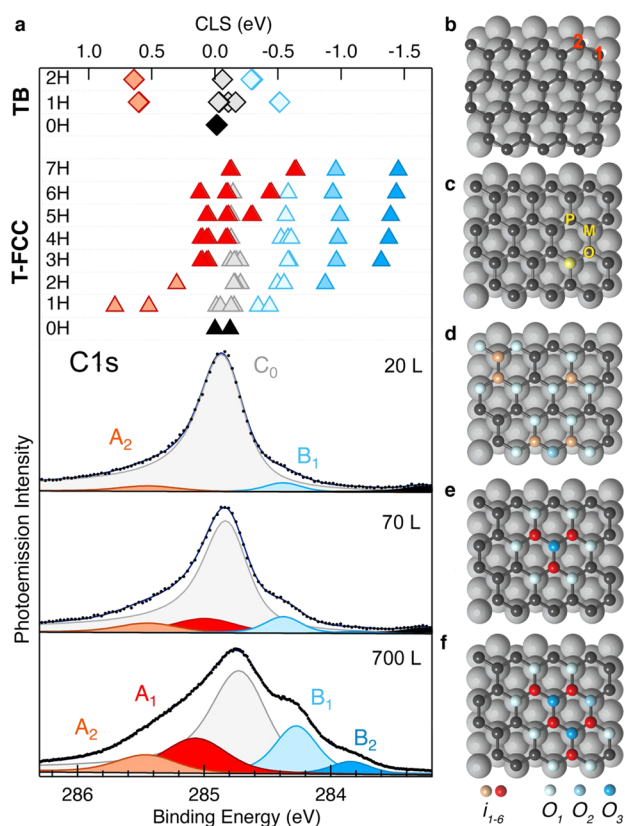 a
CLS (eV)
1.0 0.5 0.0 -0.5 -1.0 -1.5
TB
2H
1H
0H
T-FCC
7H
6H
5H
4H
3H
2H
1H
0H
C1s
20 L
C0
A2
B1
70 L
700 L
A1
A2
B1
B2
Photoemission Intensity
286 285 284
Binding Energy (eV)
b
2
1
c
P
M
O
d
e
f
i1-6 O1 O2 O3